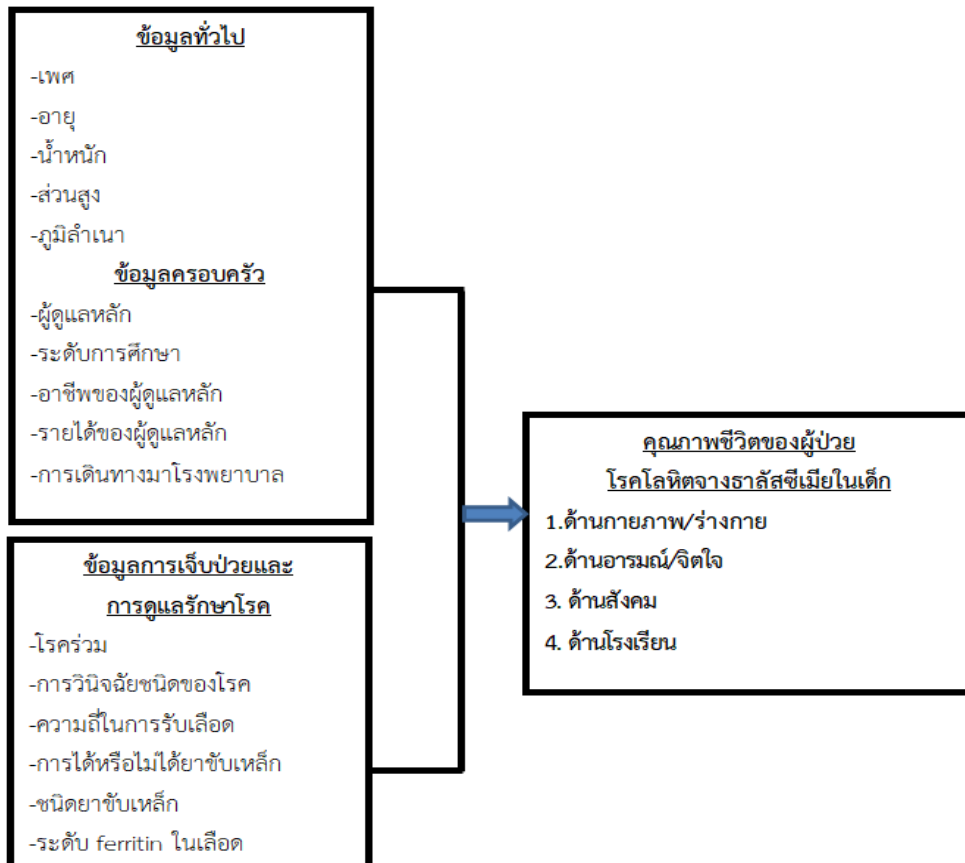 ข้อมูลทั่วไป
-เพศ
-อายุ
-น้ำหนัก
-ส่วนสูง
-ภูมิลำเนา
ข้อมูลครอบครัว
-ผู้ดูแลหลัก
-ระดับการศึกษา
-อาชีพของผู้ดูแลหลัก
-รายได้ของผู้ดูแลหลัก
-การเดินทางมาโรงพยาบาล
ข้อมูลการเจ็บป่วยและ
การดูแลรักษาโรค
-โรคร่วม
-การวินิจฉัยชนิดของโรค
-ความถี่ในการรับเลือด
-การได้หรือไม่ได้ยาขับเหล็ก
-ชนิดยาขับเหล็ก
-ระดับ ferritin ในเลือด
คุณภาพชีวิตของผู้ป่วย
โรคโลหิตจางธาลัสซีเมียในเด็ก
1.ด้านกายภาพ/ร่างกาย
2.ด้านอารมณ์/จิตใจ
3. ด้านสังคม
4. ด้านโรงเรียน